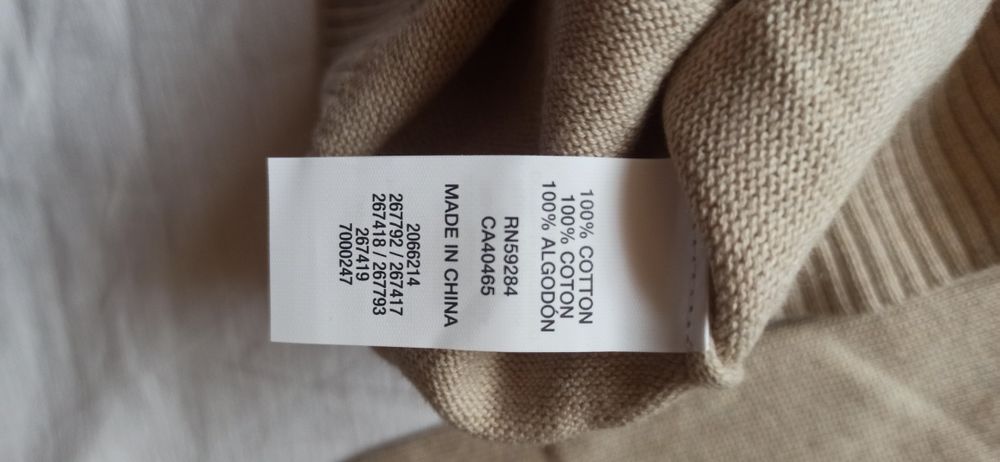 100% COTTON
100% COTON
100% ALGODÓN
RN59284
CA40465
MADE IN CHINA
2066214
267792 / 267417
267418 / 267793
267419
7000247